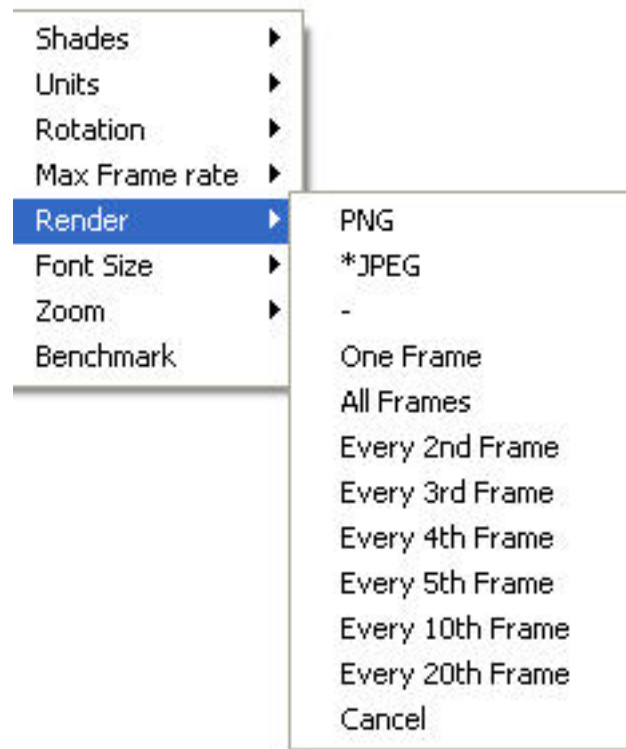 Shades
Units
Rotation
Max Frame rate
Render
Font Size
Zoom
Benchmark
PNG
*JPEG
-
One Frame
All Frames
Every 2nd Frame
Every 3rd Frame
Every 4th Frame
Every 5th Frame
Every 10th Frame
Every 20th Frame
Cancel